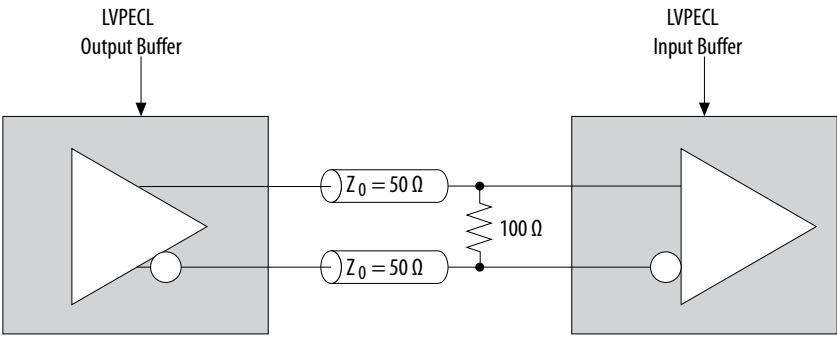 LVPECL
Output Buffer
LVPECL
Input Buffer
Z0 = 50 Ω
100 Ω
Z0 = 50 Ω